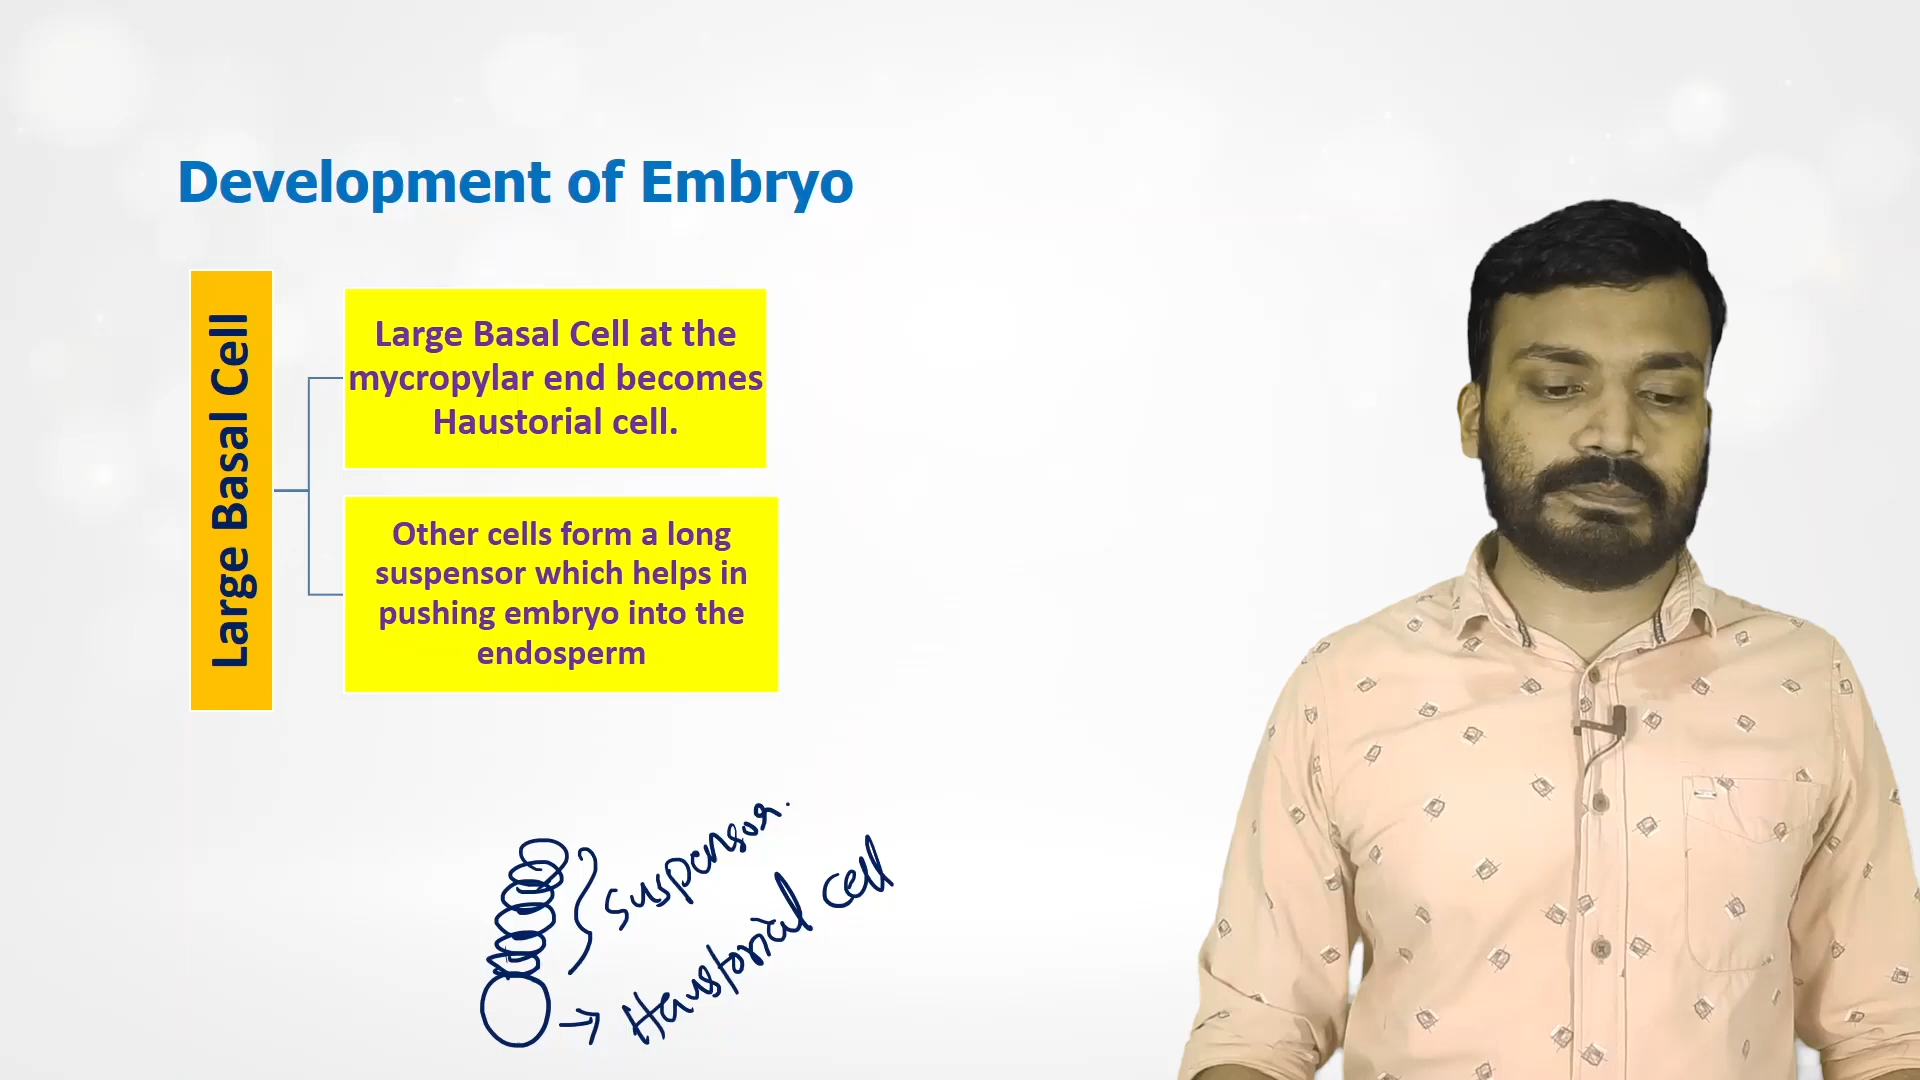 Development of Embryo
Large Basal Cell
Large Basal Cell at the
mycropylar end becomes
Haustorial cell.
Other cells form a long
suspensor which helps in
pushing embryo into the
endosperm
suspensor.
Haustorial cell